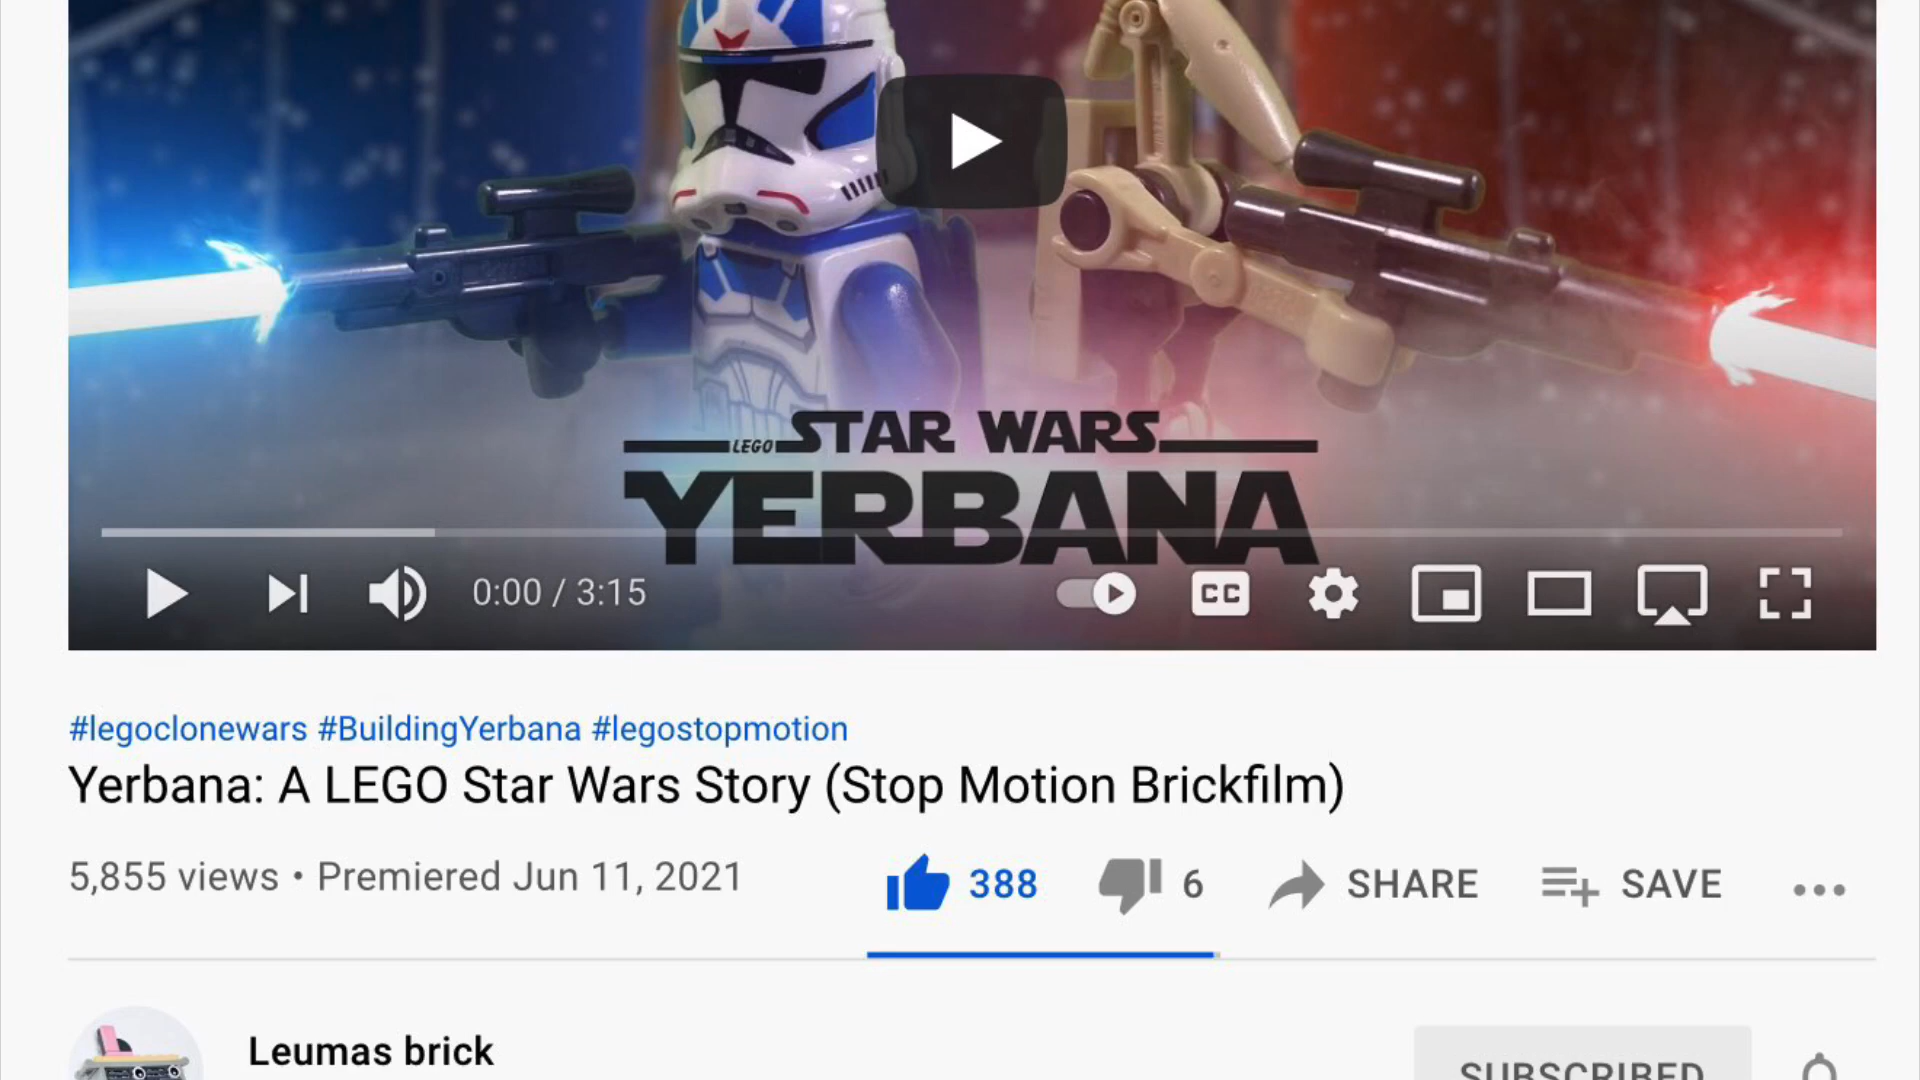 LEGO STAR WARS
YERBANA
0:00 / 3:15
CC
#legoclonewars #BuildingYerbana #legostopmotion
Yerbana: A LEGO Star Wars Story (Stop Motion Brickfilm)
5,855 views • Premiered Jun 11, 2021 388 6 SHARE SAVE
Leumas brick
SUBSCRIBED